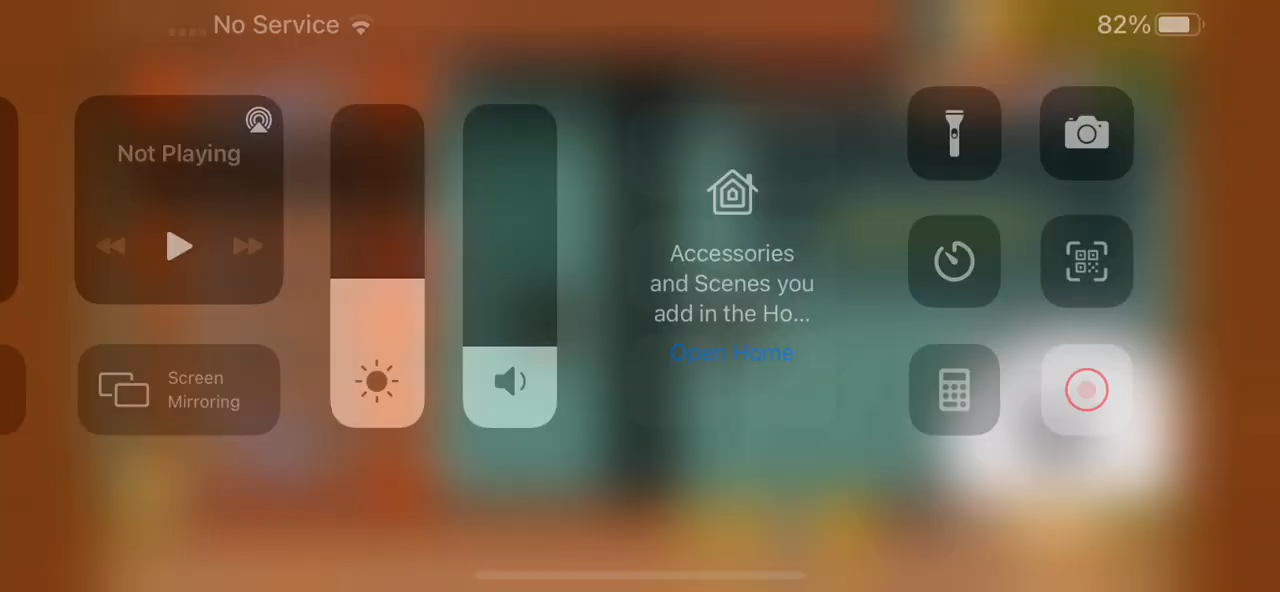 No Service
82%
Not Playing
Screen
Mirroring
Accessories
and Scenes you
add in the Ho...
Open Home